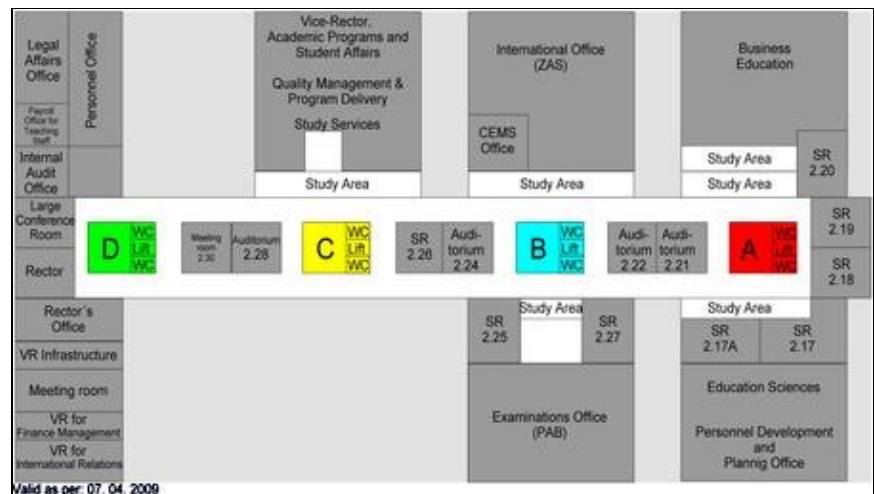 Legal
Affairs
Office
Personnel Office
Payroll
Office for
Teaching
Staff
Internal
Audit
Office
Vice-Rector,
Academic Programs and
Student Affairs
Quality Management &
Program Delivery
Study Services
Study Area
International Office
(ZAS)
CEMS
Office
Study Area
Business
Education
Study Area
Study Area
SR
2.20
Large
Conference
Room
Rector
D
WC
Lift
WC
Meeting
room
2.30
Auditorium
2.28
C
WC
Lift
WC
SR
2.26
Audi-
torium
2.24
B
WC
Lift
WC
Audi-
torium
2.22
Audi-
torium
2.21
A
WC
Lift
WC
SR
2.19
SR
2.18
Rector´s
Office
VR Infrastructure
Meeting room
VR for
Finance Management
VR for
International Relations
SR
2.25
Study Area
SR
2.27
Examinations Office
(PAB)
Study Area
SR
2.17A
SR
2.17
Education Sciences
Personnel Development
and
Plannig Office
Valid as per: 07. 04. 2009